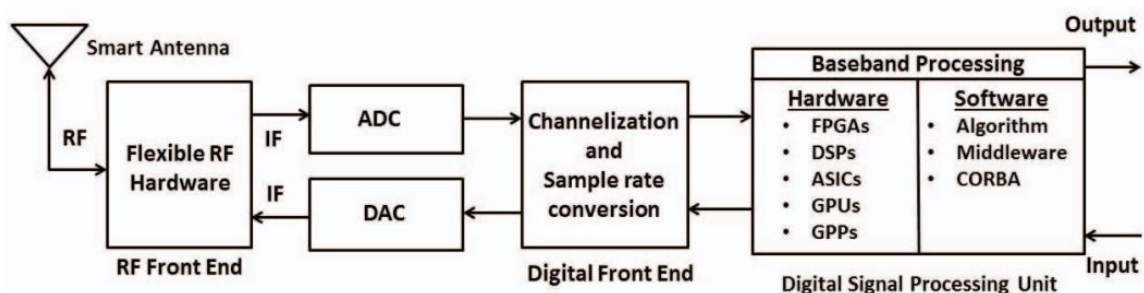 Output
Smart Antenna
RF
Flexible RF
Hardware
RF Front End
IF
IF
ADC
DAC
Channelization
and
Sample rate
conversion
Digital Front End
Baseband Processing
Hardware
• FPGAs
• DSPs
• ASICs
• GPUs
• GPPs
Software
• Algorithm
• Middleware
• CORBA
Input
Digital Signal Processing Unit